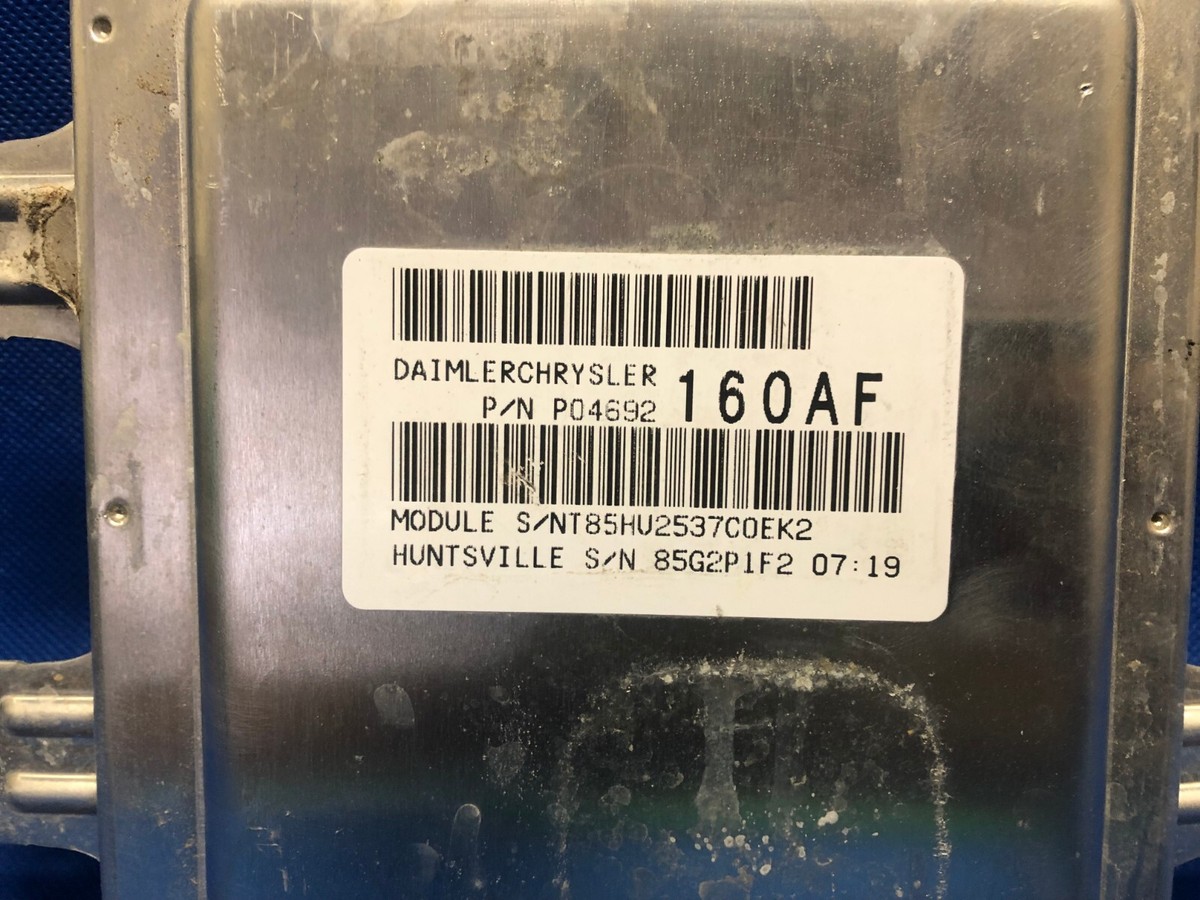 DAIMLERCHRYSLER
P/N P04692 160AF
MODULE S/NT85HU2537C0EK2
HUNTSVILLE S/N 85G2P1F2 07:19